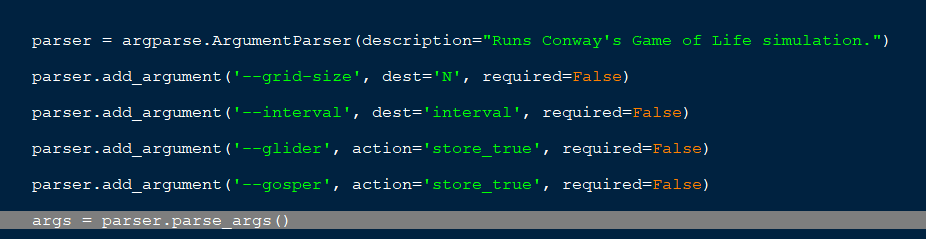 parser = argparse.ArgumentParser(description="Runs Conway's Game of Life simulation.")
parser.add_argument('--grid-size', dest='N', required=False)
parser.add_argument('--interval', dest='interval', required=False)
parser.add_argument('--glider', action='store_true', required=False)
parser.add_argument('--gosper', action='store_true', required=False)
args = parser.parse_args()